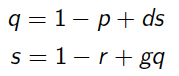 q = 1 − p + ds
s = 1 − r + gq